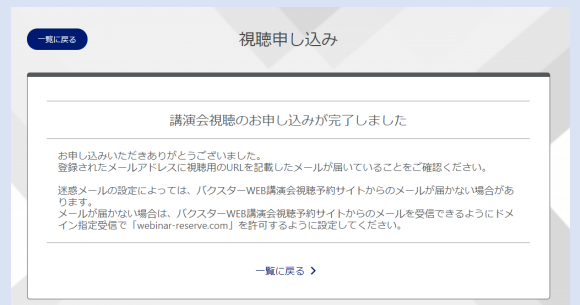 一覧に戻る
視聴申し込み
講演会視聴のお申し込みが完了しました
お申し込みいただきありがとうございました。
登録されたメールアドレスに視聴用のURLを記載したメールが届いていることをご確認ください。
迷惑メールの設定によっては、バクスターWEB講演会視聴予約サイトからのメールが届かない場合があ
ります。
メールが届かない場合は、バクスターWEB講演会視聴予約サイトからのメールを受信できるようにドメ
イン指定受信で「webinar-reserve.com」を許可するように設定してください。
一覧に戻る